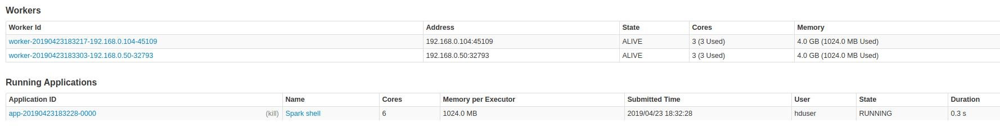 Workers
Worker Id Address State Cores Memory
worker-20190423183217-192.168.0.104-45109 192.168.0.104:45109 ALIVE 3 (3 Used) 4.0 GB (1024.0 MB Used)
worker-20190423183303-192.168.0.50-32793 192.168.0.50:32793 ALIVE 3 (3 Used) 4.0 GB (1024.0 MB Used)
Running Applications
Application ID Name Cores Memory per Executor Submitted Time User State Duration
app-20190423183228-0000 (kill) Spark shell 6 1024.0 MB 2019/04/23 18:32:28 hduser RUNNING 0.3 s